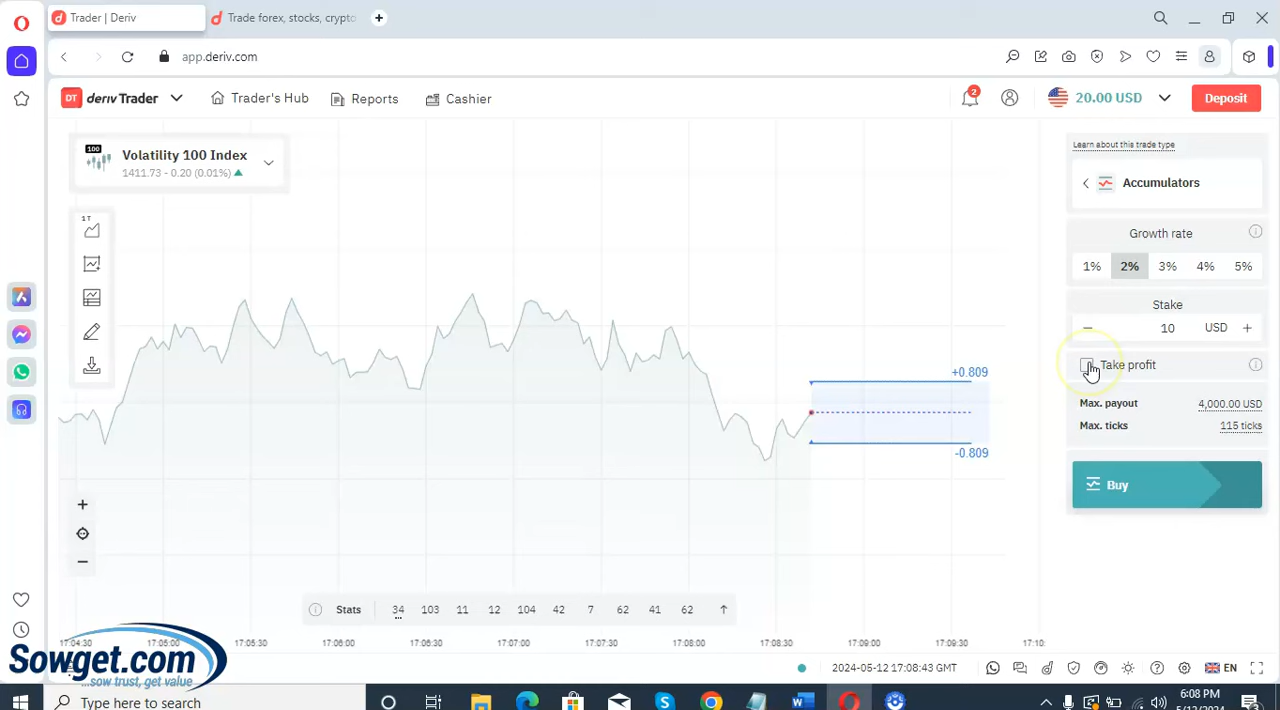 Trader | Deriv
Trade forex, stocks, crypto
app.deriv.com
DT deriv Trader
Trader's Hub
Reports
Cashier
2
20.00 USD
Deposit
100
Volatility 100 Index
1411.73 - 0.20 (0.01%)
1T
Learn about this trade type
Accumulators
Growth rate
1% 2% 3% 4% 5%
Stake
− 10 USD +
Take profit
Max. payout 4,000.00 USD
Max. ticks 115 ticks
Buy
+0.809
-0.809
Stats 34 103 11 12 104 42 7 62 41 62
17:04:30 17:05:00 17:05:30 17:06:00 17:06:30 17:07:00 17:07:30 17:08:00 17:08:30 17:09:00 17:09:30 17:10:
2024-05-12 17:08:43 GMT
EN
Sowget.com
...sow trust, get value
Type here to search
6:08 PM